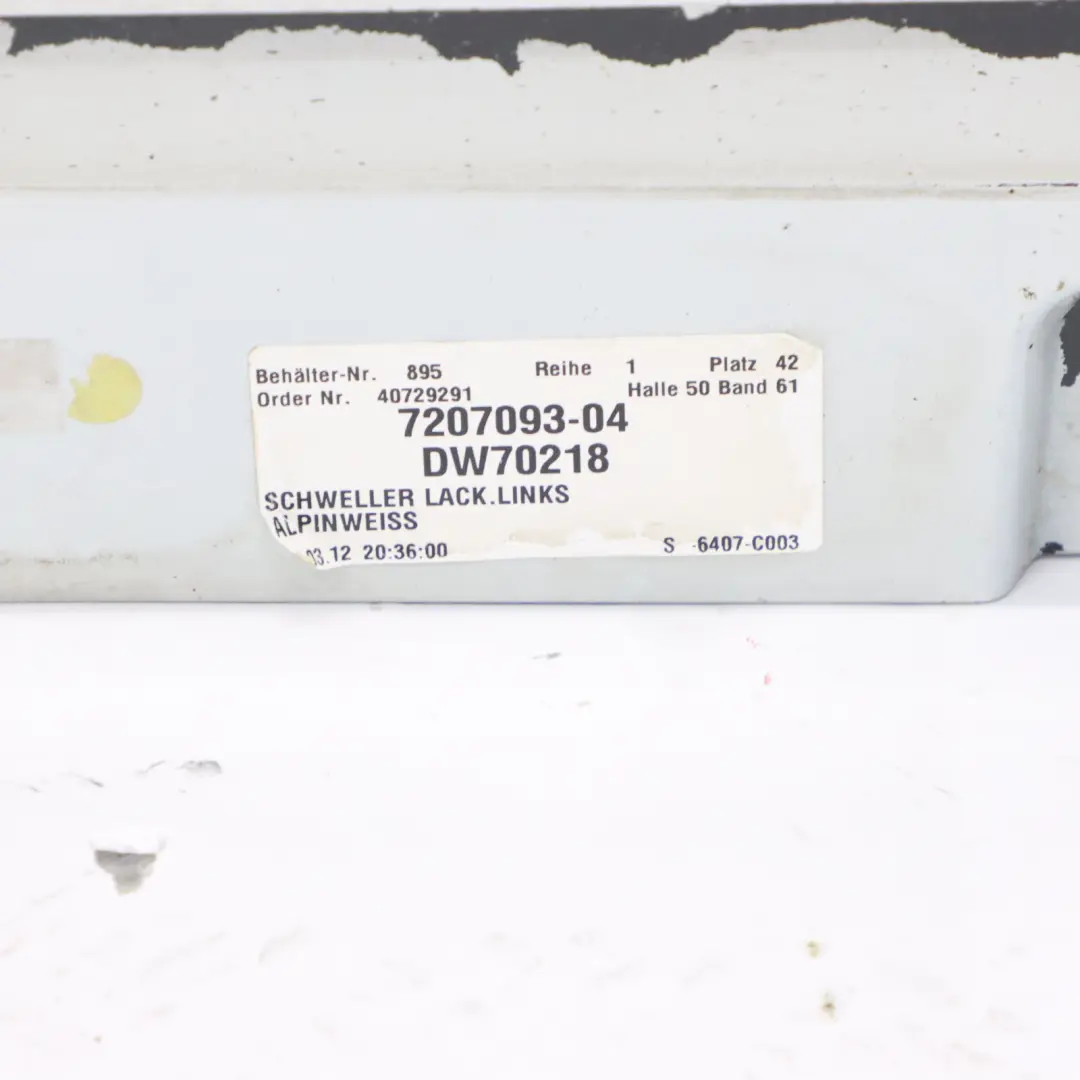 Behälter-Nr. 895 Reihe 1 Platz 42
Order Nr. 40729291 Halle 50 Band 61
7207093-04
DW70218
SCHWELLER LACK.LINKS
ALPINWEISS
03.12 20:36:00 S -6407-C003